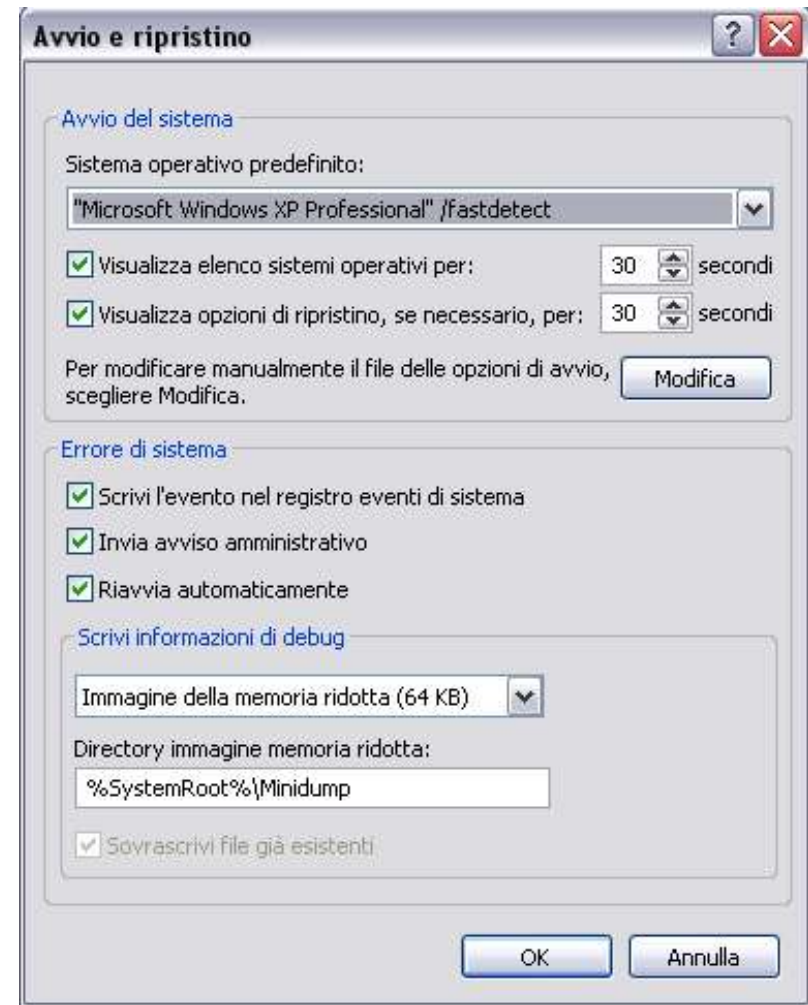 Avvio e ripristino
Avvio del sistema
Sistema operativo predefinito:
"Microsoft Windows XP Professional" /fastdetect
Visualizza elenco sistemi operativi per: 30 secondi
Visualizza opzioni di ripristino, se necessario, per: 30 secondi
Per modificare manualmente il file delle opzioni di avvio,
scegliere Modifica.
Modifica
Errore di sistema
Scrivi l'evento nel registro eventi di sistema
Invia avviso amministrativo
Riavvia automaticamente
Scrivi informazioni di debug
Immagine della memoria ridotta (64 KB)
Directory immagine memoria ridotta:
%SystemRoot%\Minidump
Sovrascrivi file già esistenti
OK Annulla